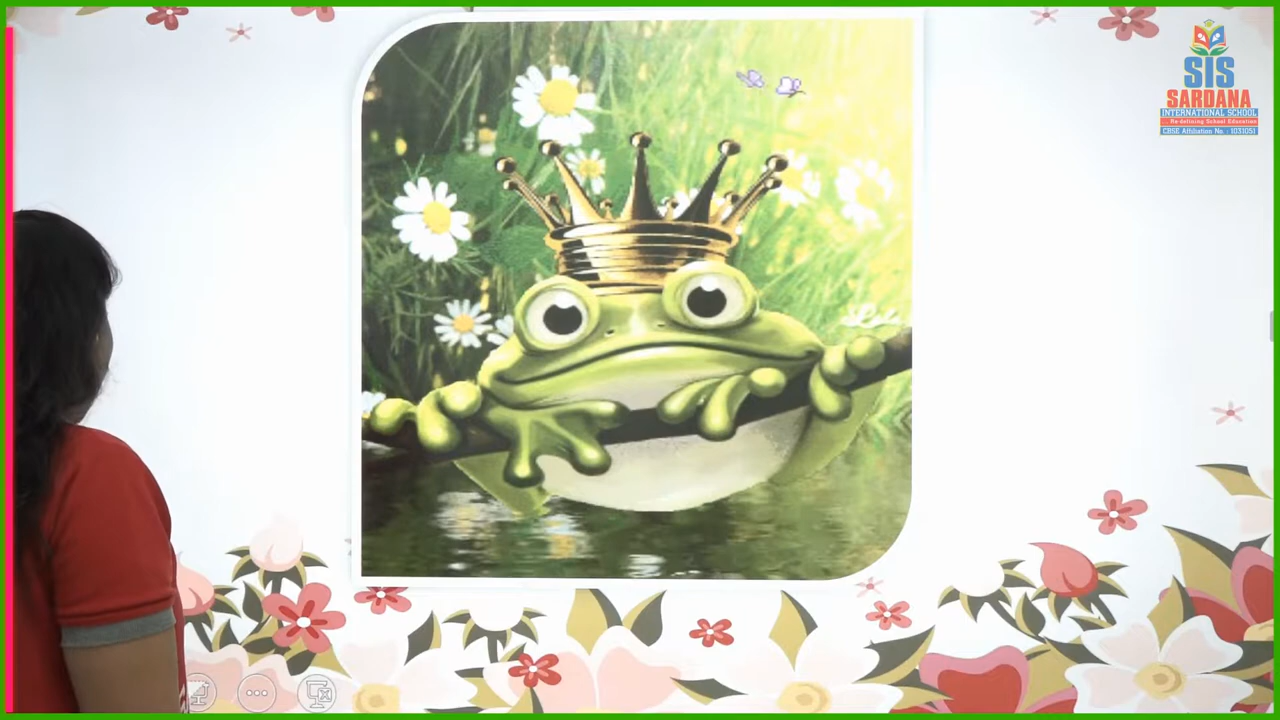 SIS
SARDANA
INTERNATIONAL SCHOOL
... Re-defining School Education
CBSE Affiliation No. : 1031051